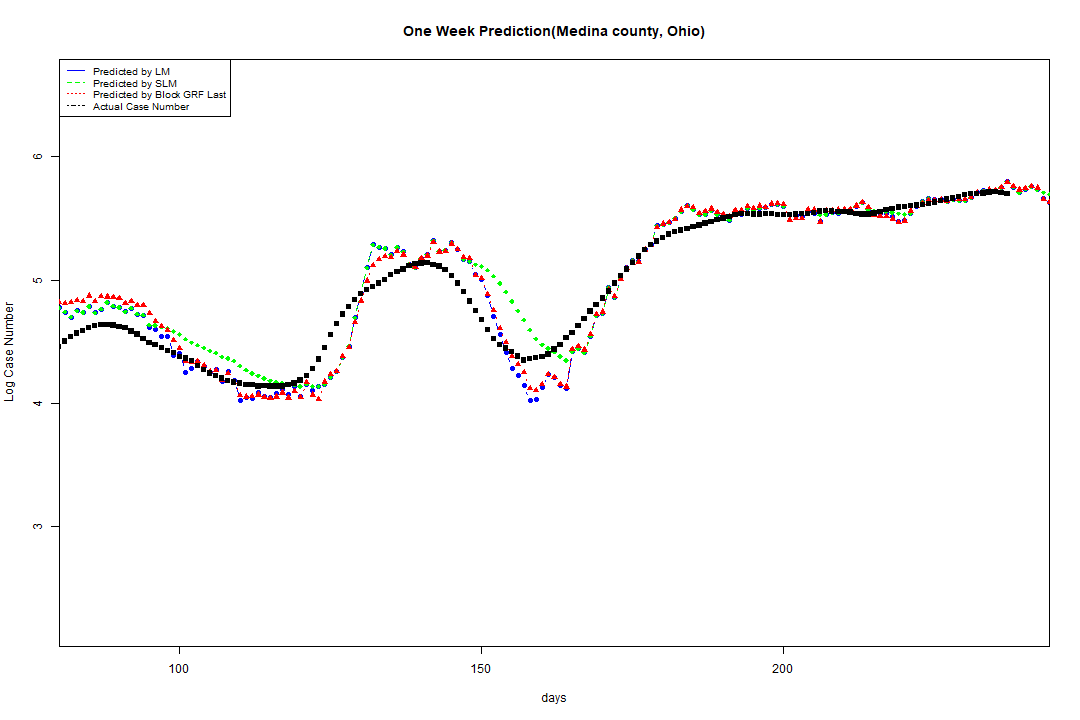 One Week Prediction(Medina county, Ohio)
Predicted by LM
Predicted by SLM
Predicted by Block GRF Last
Actual Case Number
6
5
4
3
Log Case Number
100 150 200
days